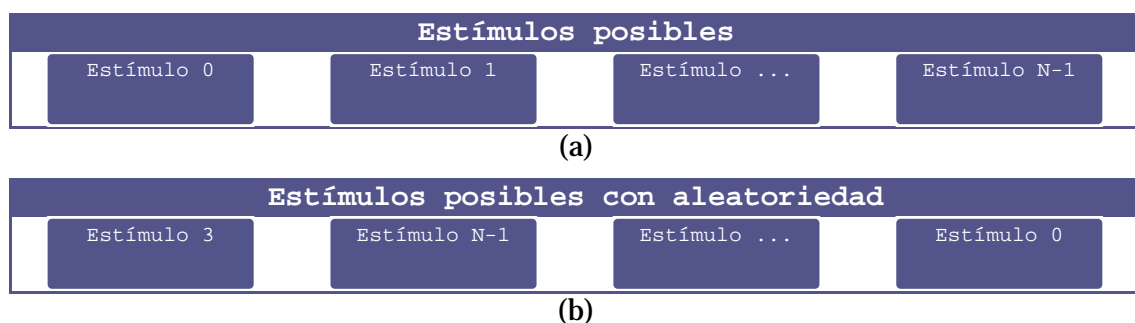 Estímulos posibles
Estímulo 0 Estímulo 1 Estímulo ... Estímulo N-1
(a)
Estímulos posibles con aleatoriedad
Estímulo 3 Estímulo N-1 Estímulo ... Estímulo 0
(b)